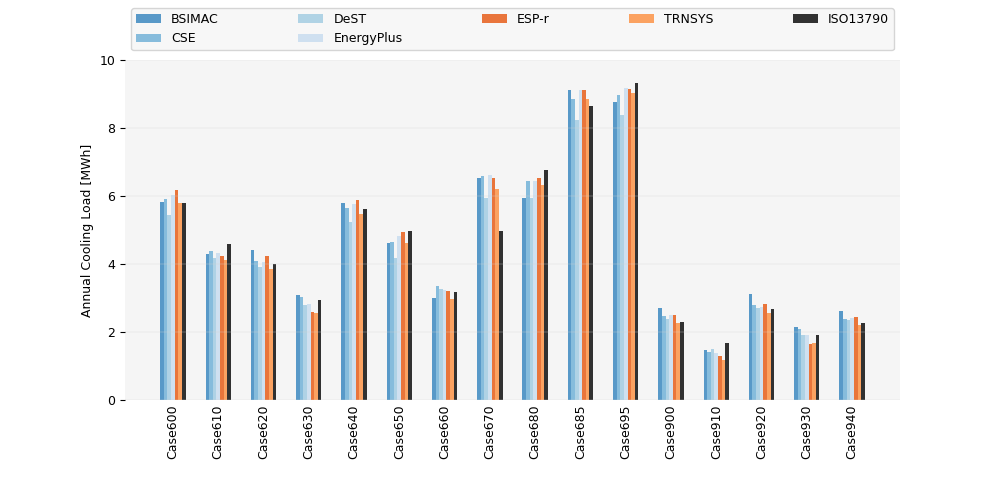 BSIMAC DeST ESP-r TRNSYS ISO13790
CSE EnergyPlus
10
8
6
4
2
0
Annual Cooling Load [MWh]
Case600 Case610 Case620 Case630 Case640 Case650 Case660 Case670 Case680 Case685 Case695 Case900 Case910 Case920 Case930 Case940